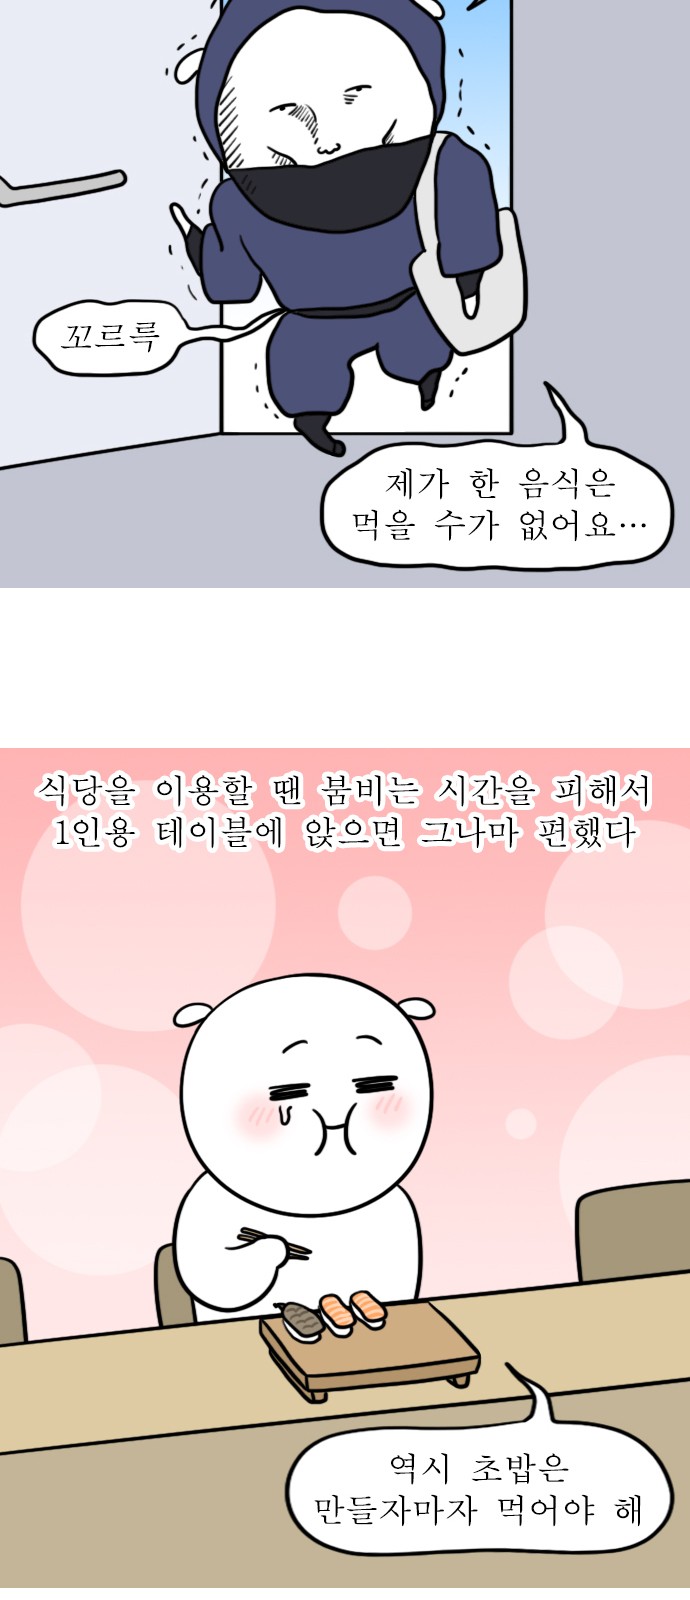 꼬르륵
제가 한 음식은
먹을 수가 없어요…
식당을 이용할 땐 붐비는 시간을 피해서
1인용 테이블에 앉으면 그나마 편했다
역시 초밥은
만들자마자 먹어야 해